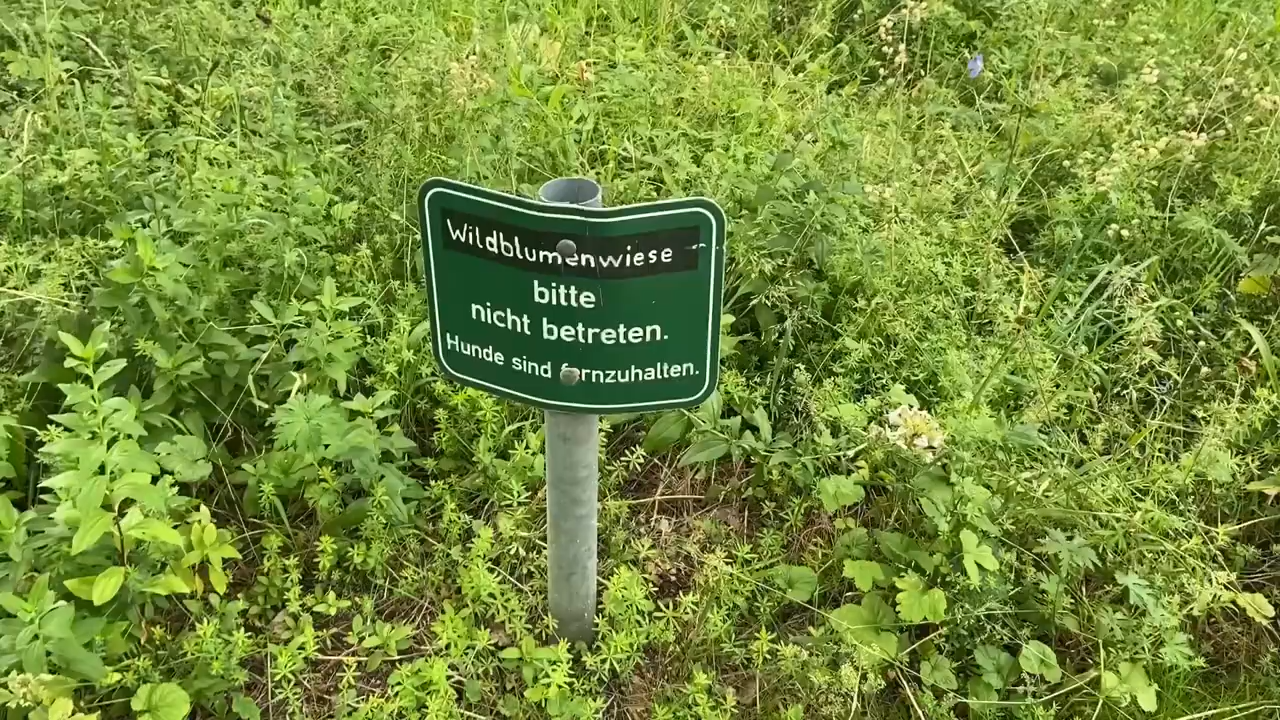 Wildblumenwiese
bitte
nicht betreten.
Hunde sind fernzuhalten.